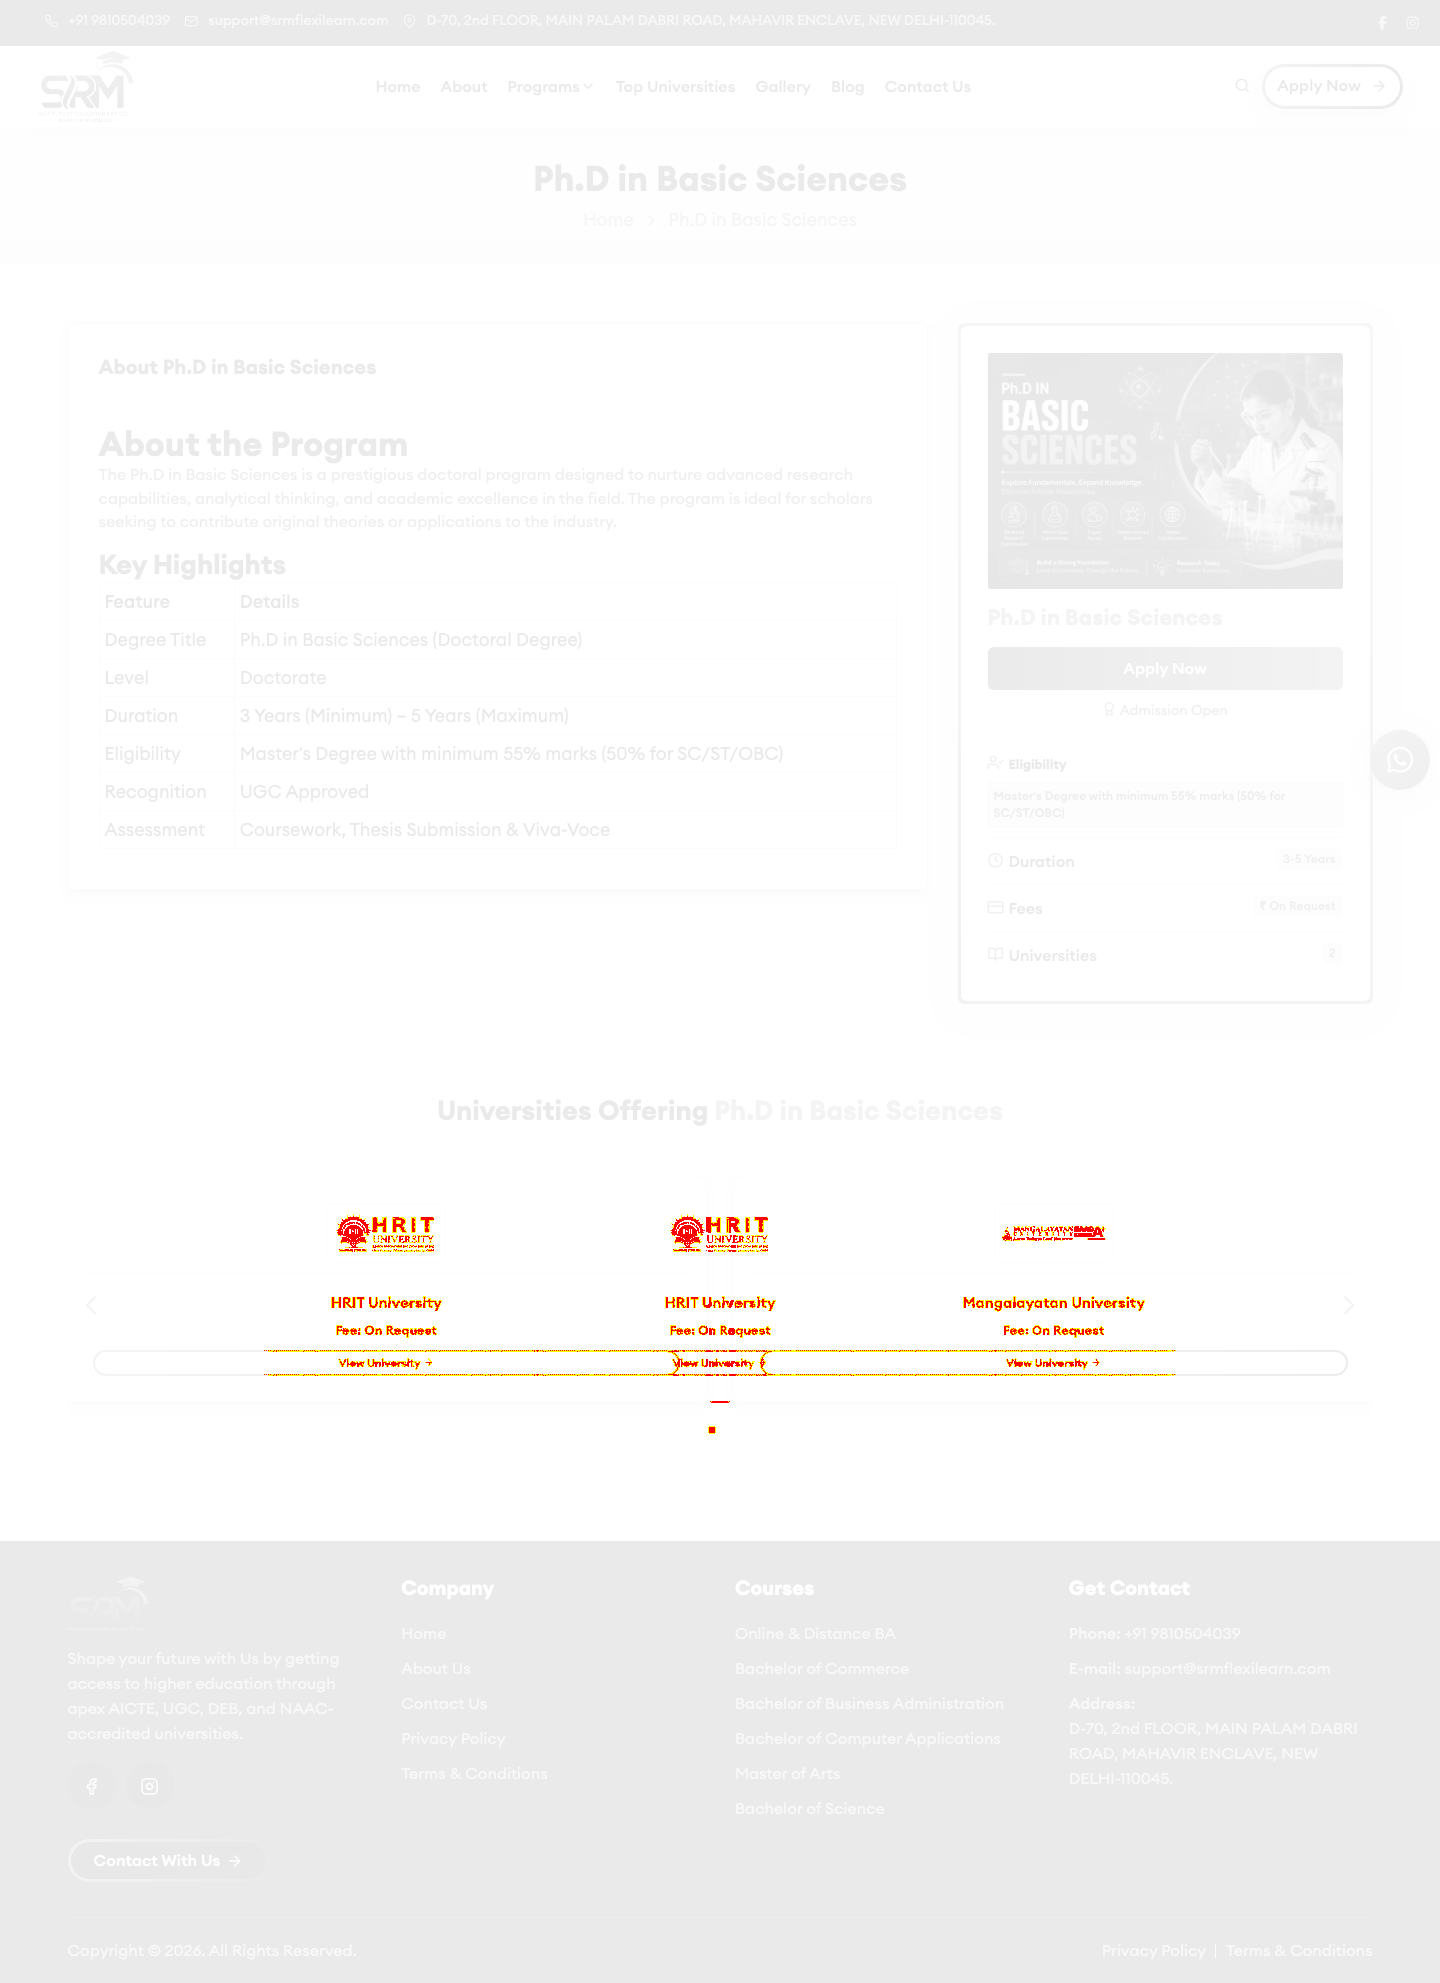 +91 9810504039 support@srmflexilearn.com D-70, 2nd FLOOR, MAIN PALAM DABRI ROAD, MAHAVIR ENCLAVE, NEW DELHI-110045.
SRM
Home About Programs Top Universities Gallery Blog Contact Us
Apply Now
Ph.D in Basic Sciences
Home Ph.D in Basic Sciences
About Ph.D in Basic Sciences
About the Program
The Ph.D in Basic Sciences is a prestigious doctoral program designed to nurture advanced research
capabilities, analytical thinking, and academic excellence in the field. The program is ideal for scholars
seeking to contribute original theories or applications to the industry.
Key Highlights
Feature Details
Degree Title Ph.D in Basic Sciences (Doctoral Degree)
Level Doctorate
Duration 3 Years (Minimum) – 5 Years (Maximum)
Eligibility Master's Degree with minimum 55% marks (50% for SC/ST/OBC)
Recognition UGC Approved
Assessment Coursework, Thesis Submission & Viva-Voce
Ph.D IN
BASIC
SCIENCES
Explore Fundamentals. Expand Knowledge.
Ph.D in Basic Sciences
Apply Now
Admission Open
Eligibility
Master's Degree with minimum 55% marks (50% for
SC/ST/OBC)
Duration 3-5 Years
Fees ₹ On Request
Universities 2
Universities Offering Ph.D in Basic Sciences
HRIT
UNIVERSITY
HRIT
UNIVERSITY
HRIT University
HRIT University
Mangalayatan University
Fee: On Request
Fee: On Request
Fee: On Request
View University
View University
View University
Shape your future with Us by getting
access to higher education through
apex AICTE, UGC, DEB, and NAAC-
accredited universities.
Contact With Us
Company
Home
About Us
Contact Us
Privacy Policy
Terms & Conditions
Courses
Online & Distance BA
Bachelor of Commerce
Bachelor of Business Administration
Bachelor of Computer Applications
Master of Arts
Bachelor of Science
Get Contact
Phone: +91 9810504039
E-mail: support@srmflexilearn.com
Address:
D-70, 2nd FLOOR, MAIN PALAM DABRI
ROAD, MAHAVIR ENCLAVE, NEW
DELHI-110045.
Copyright © 2026. All Rights Reserved.
Privacy Policy | Terms & Conditions